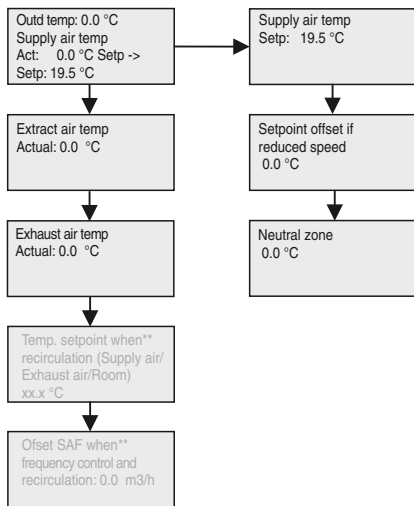 Outd temp: 0.0 °C
Supply air temp
Act: 0.0 °C Setp ->
Setp: 19.5 °C
Supply air temp
Setp: 19.5 °C
Extract air temp
Actual: 0.0 °C
Setpoint offset if
reduced speed
0.0 °C
Exhaust air temp
Actual: 0.0 °C
Neutral zone
0.0 °C
Temp. setpoint when**
recirculation (Supply air/
Exhaust air/Room)
xx.x °C
Ofset SAF when**
frequency control and
recirculation: 0.0 m3/h